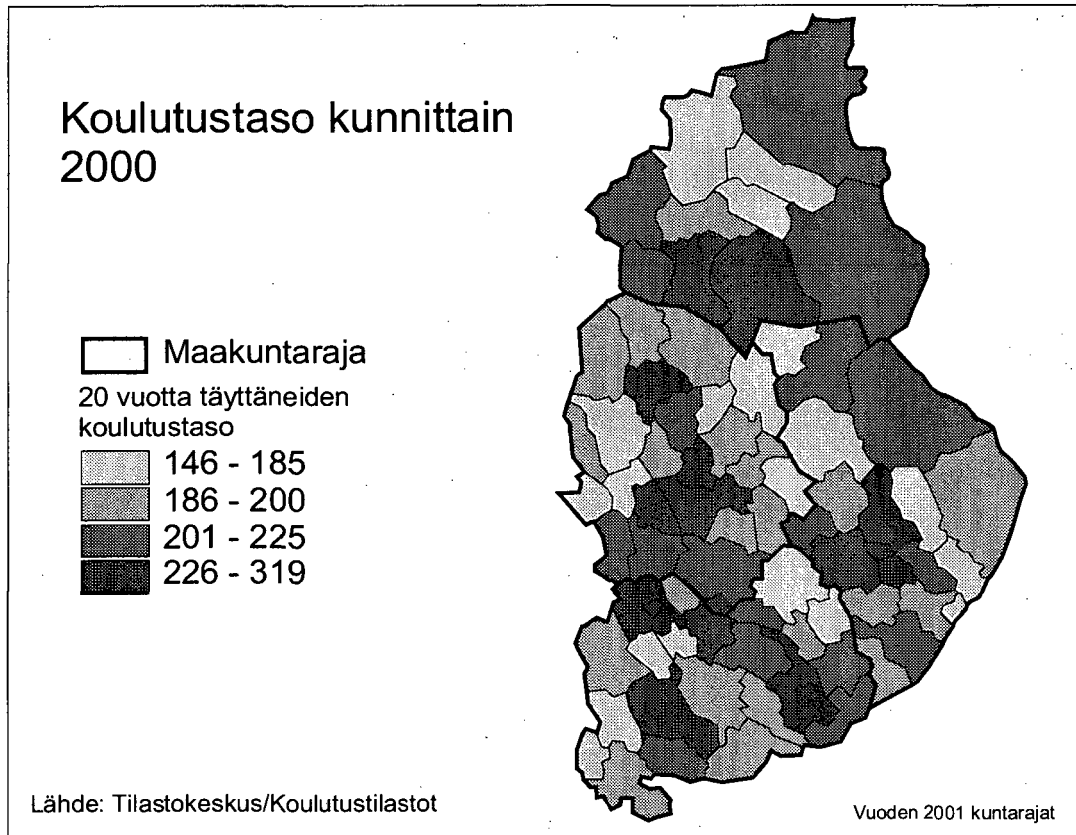 Koulutustaso kunnittain
2000
Maakuntaraja
20 vuotta täyttäneiden
koulutustaso
146 - 185
186 - 200
201 - 225
226 - 319
Lähde: Tilastokeskus/Koulutustilastot
Vuoden 2001 kuntarajat